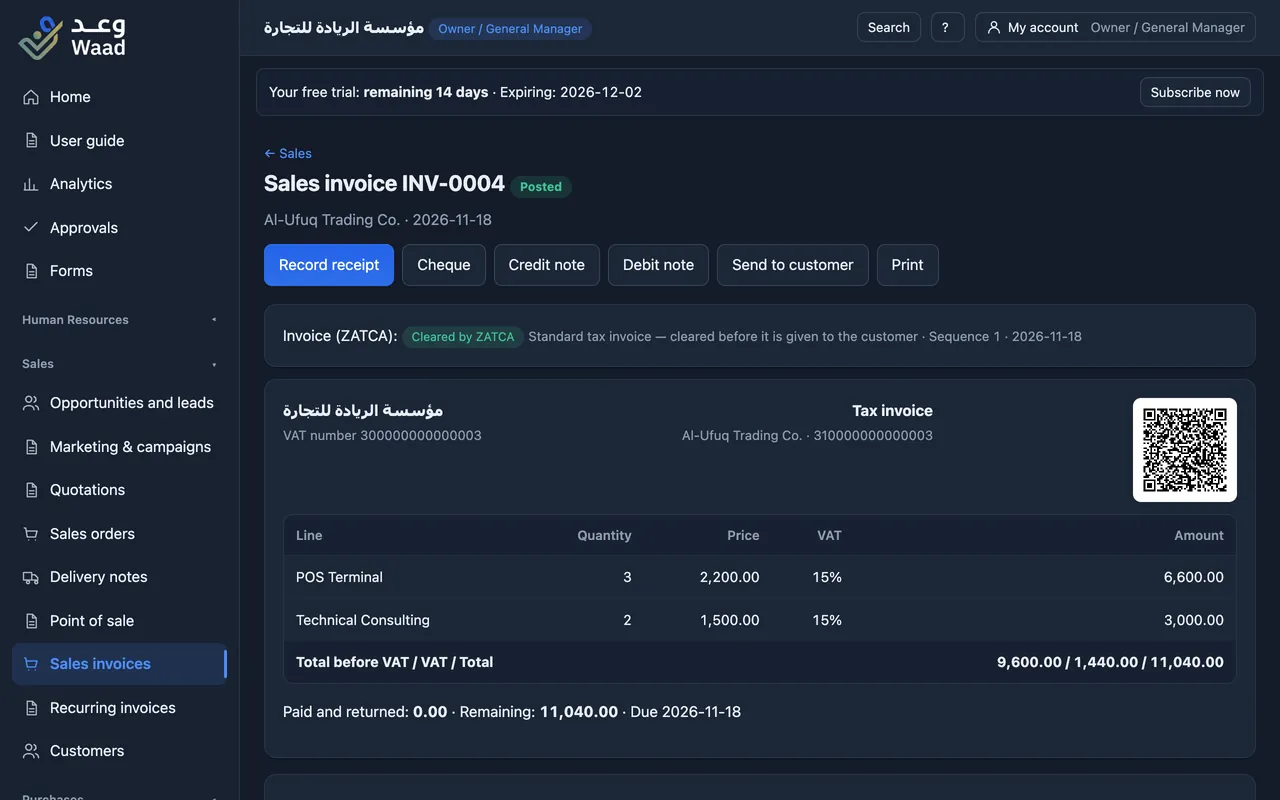 وعد
Waad
Home
User guide
Analytics
Approvals
Forms
Human Resources
Sales
Opportunities and leads
Marketing & campaigns
Quotations
Sales orders
Delivery notes
Point of sale
Sales invoices
Recurring invoices
Customers
Purchases
مؤسسة الريادة للتجارة Owner / General Manager
Search ? My account Owner / General Manager
Your free trial: remaining 14 days · Expiring: 2026-12-02 Subscribe now
← Sales
Sales invoice INV-0004 Posted
Al-Ufuq Trading Co. · 2026-11-18
Record receipt Cheque Credit note Debit note Send to customer Print
Invoice (ZATCA): Cleared by ZATCA Standard tax invoice — cleared before it is given to the customer · Sequence 1 · 2026-11-18
مؤسسة الريادة للتجارة Tax invoice
VAT number 300000000000003 Al-Ufuq Trading Co. · 310000000000003
Line Quantity Price VAT Amount
POS Terminal 3 2,200.00 15% 6,600.00
Technical Consulting 2 1,500.00 15% 3,000.00
Total before VAT / VAT / Total 9,600.00 / 1,440.00 / 11,040.00
Paid and returned: 0.00 · Remaining: 11,040.00 · Due 2026-11-18